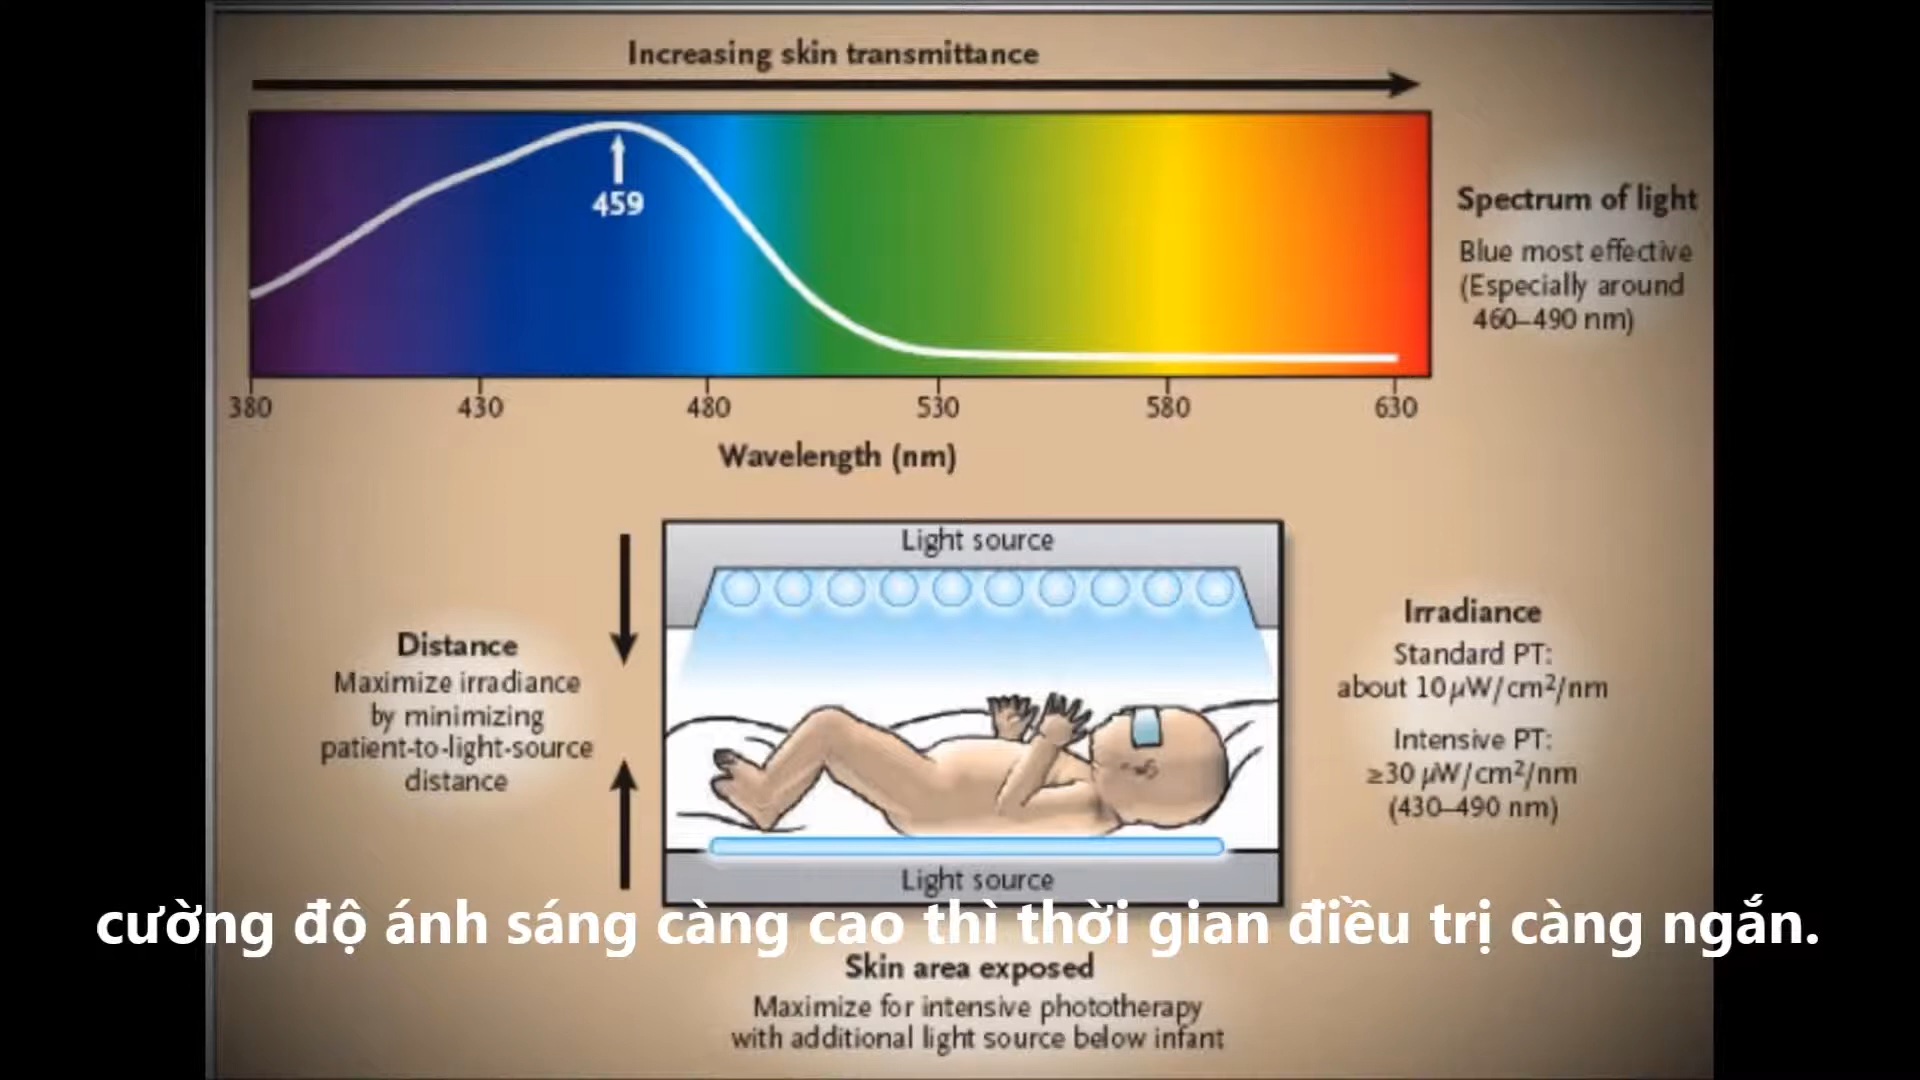 Increasing skin transmittance
459
Spectrum of light
Blue most effective
(Especially around
460–490 nm)
380 430 480 530 580 630
Wavelength (nm)
Light source
Distance
Maximize irradiance
by minimizing
patient-to-light-source
distance
Irradiance
Standard PT:
about 10 µW/cm²/nm
Intensive PT:
≥30 µW/cm²/nm
(430–490 nm)
Light source
cường độ ánh sáng càng cao thì thời gian điều trị càng ngắn.
Skin area exposed
Maximize for intensive phototherapy
with additional light source below infant